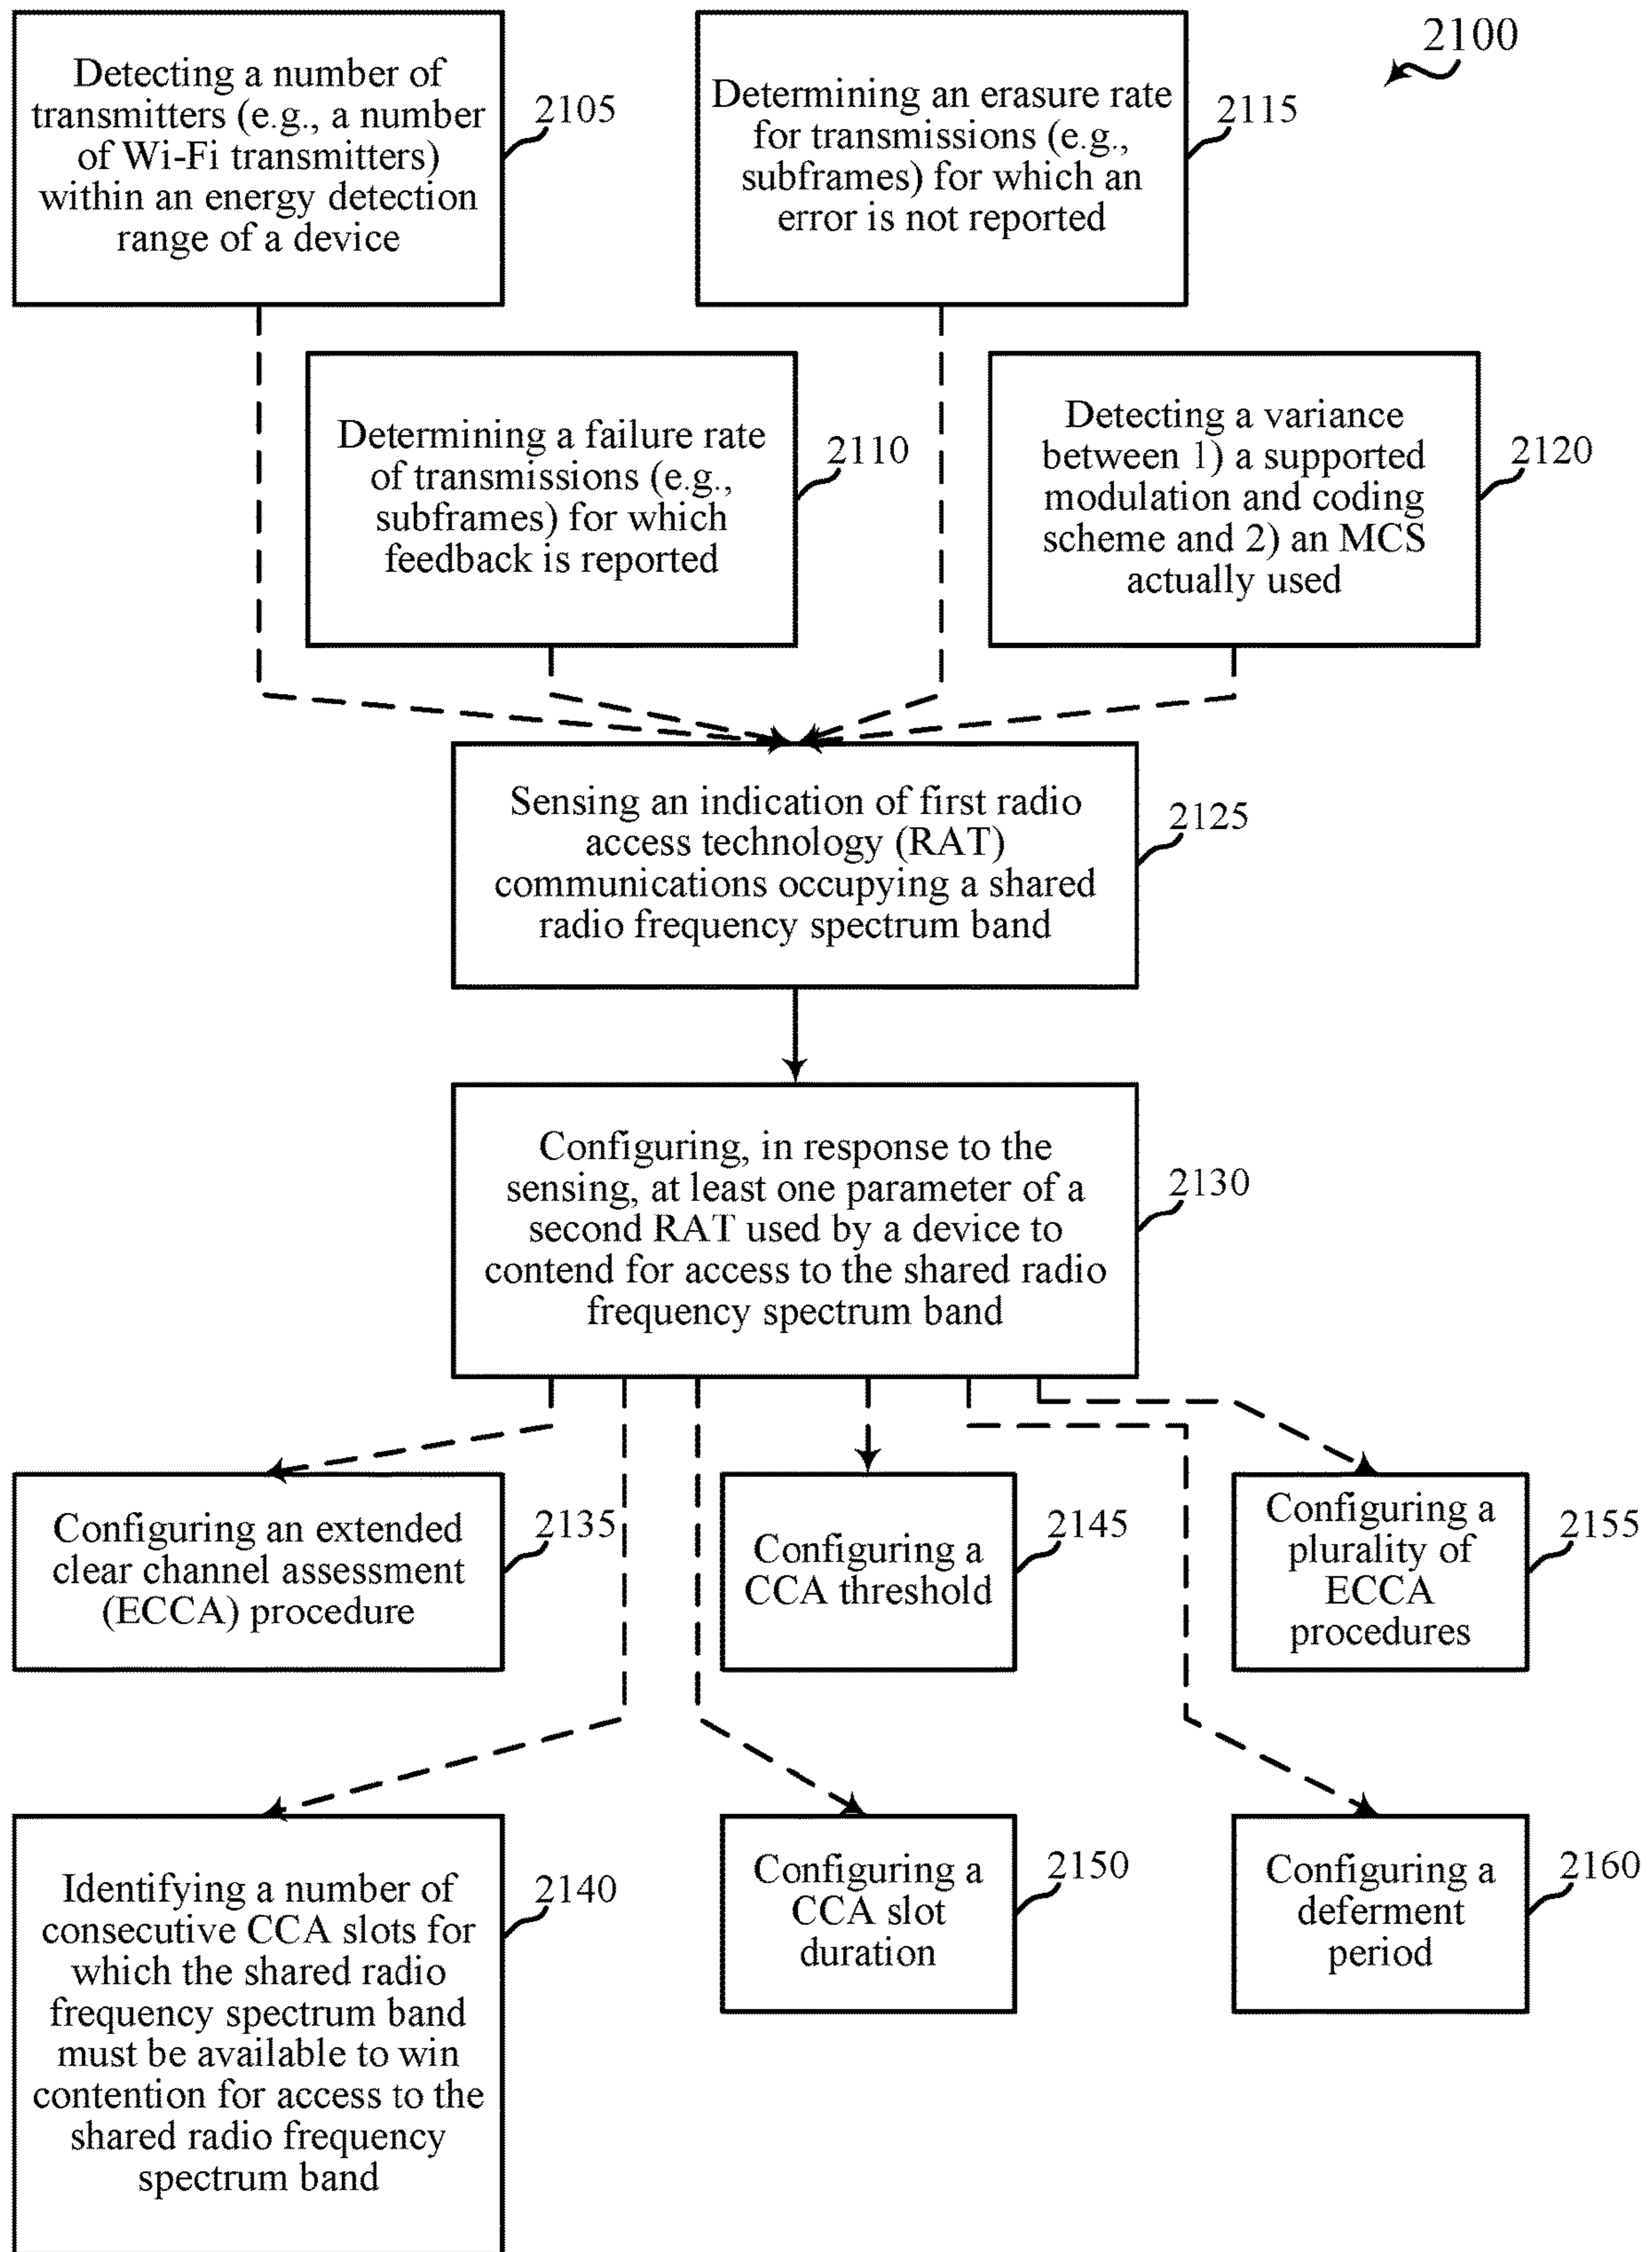 2100
Detecting a number of
transmitters (e.g., a number
of Wi-Fi transmitters)
within an energy detection
range of a device
2105
Determining an erasure rate
for transmissions (e.g.,
subframes) for which an
error is not reported
2115
Determining a failure rate
of transmissions (e.g.,
subframes) for which
feedback is reported
2110
Detecting a variance
between 1) a supported
modulation and coding
scheme and 2) an MCS
actually used
2120
Sensing an indication of first radio
access technology (RAT)
communications occupying a shared
radio frequency spectrum band
2125
Configuring, in response to the
sensing, at least one parameter of a
second RAT used by a device to
contend for access to the shared radio
frequency spectrum band
2130
Configuring an extended
clear channel assessment
(ECCA) procedure
2135
Configuring a
CCA threshold
2145
Configuring a
plurality of
ECCA
procedures
2155
Identifying a number of
consecutive CCA slots for
which the shared radio
frequency spectrum band
must be available to win
contention for access to the
shared radio frequency
spectrum band
2140
Configuring a
CCA slot
duration
2150
Configuring a
deferment
period
2160